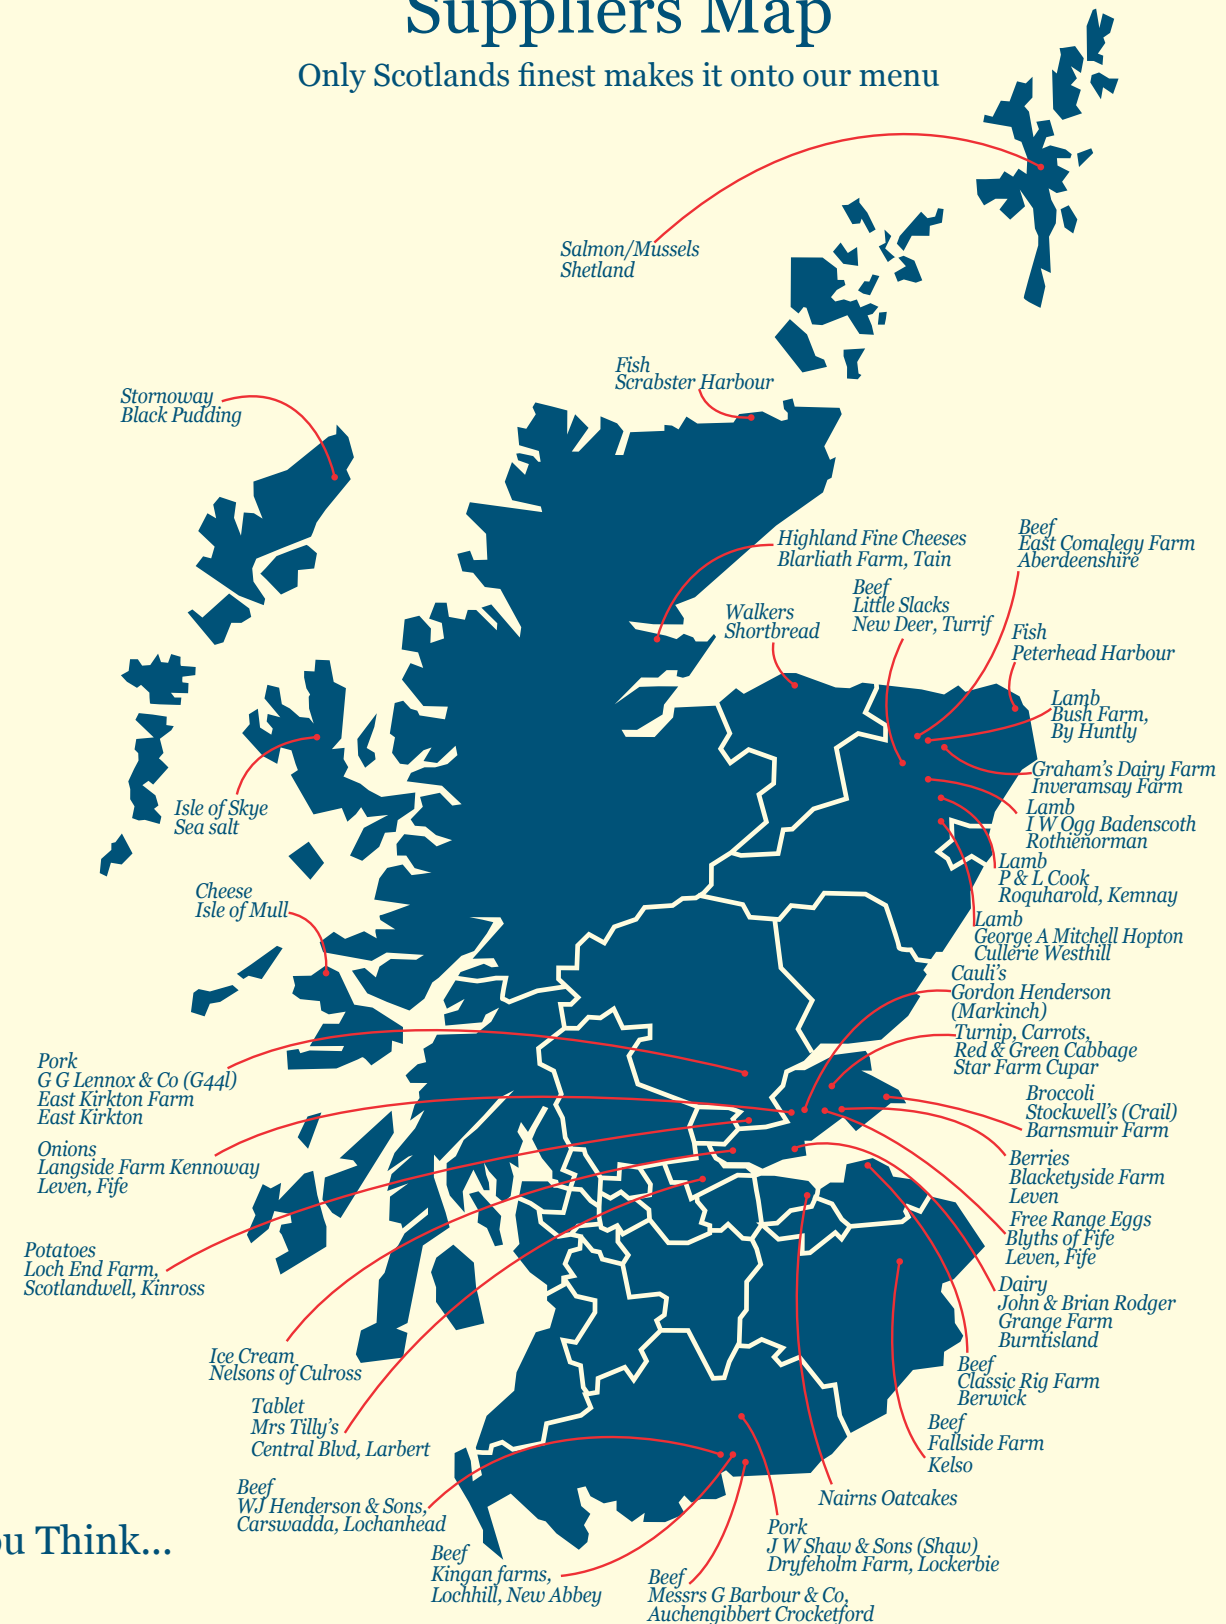 Suppliers Map
Only Scotlands finest makes it onto our menu
Salmon/Mussels
Shetland
Fish
Scrabster Harbour
Stornoway
Black Pudding
Highland Fine Cheeses
Blarliath Farm, Tain
Beef
East Comalegy Farm
Aberdeenshire
Beef
Little Slacks
New Deer, Turrif
Walkers
Shortbread
Fish
Peterhead Harbour
Lamb
Bush Farm,
By Huntly
Graham's Dairy Farm
Inveramsay Farm
Isle of Skye
Sea salt
Lamb
I W Ogg Badenscoth
Rothienorman
Lamb
P & L Cook
Roquharold, Kemnay
Cheese
Isle of Mull
Lamb
George A Mitchell Hopton
Cullerie Westhill
Cauli's
Gordon Henderson
(Markinch)
Turnip, Carrots,
Red & Green Cabbage
Star Farm Cupar
Pork
G G Lennox & Co (G44l)
East Kirkton Farm
East Kirkton
Broccoli
Stockwell's (Crail)
Barnsmuir Farm
Onions
Langside Farm Kennoway
Leven, Fife
Berries
Blacketyside Farm
Leven
Free Range Eggs
Blyths of Fife
Leven, Fife
Potatoes
Loch End Farm,
Scotlandwell, Kinross
Dairy
John & Brian Rodger
Grange Farm
Burntisland
Ice Cream
Nelsons of Culross
Beef
Classic Rig Farm
Berwick
Tablet
Mrs Tilly's
Central Blvd, Larbert
Beef
Fallside Farm
Kelso
Beef
WJ Henderson & Sons,
Carswadda, Lochanhead
Nairns Oatcakes
Pork
J W Shaw & Sons (Shaw)
Dryfeholm Farm, Lockerbie
ou Think...
Beef
Kingan farms,
Lochhill, New Abbey
Beef
Messrs G Barbour & Co,
Auchengibbert Crocketford